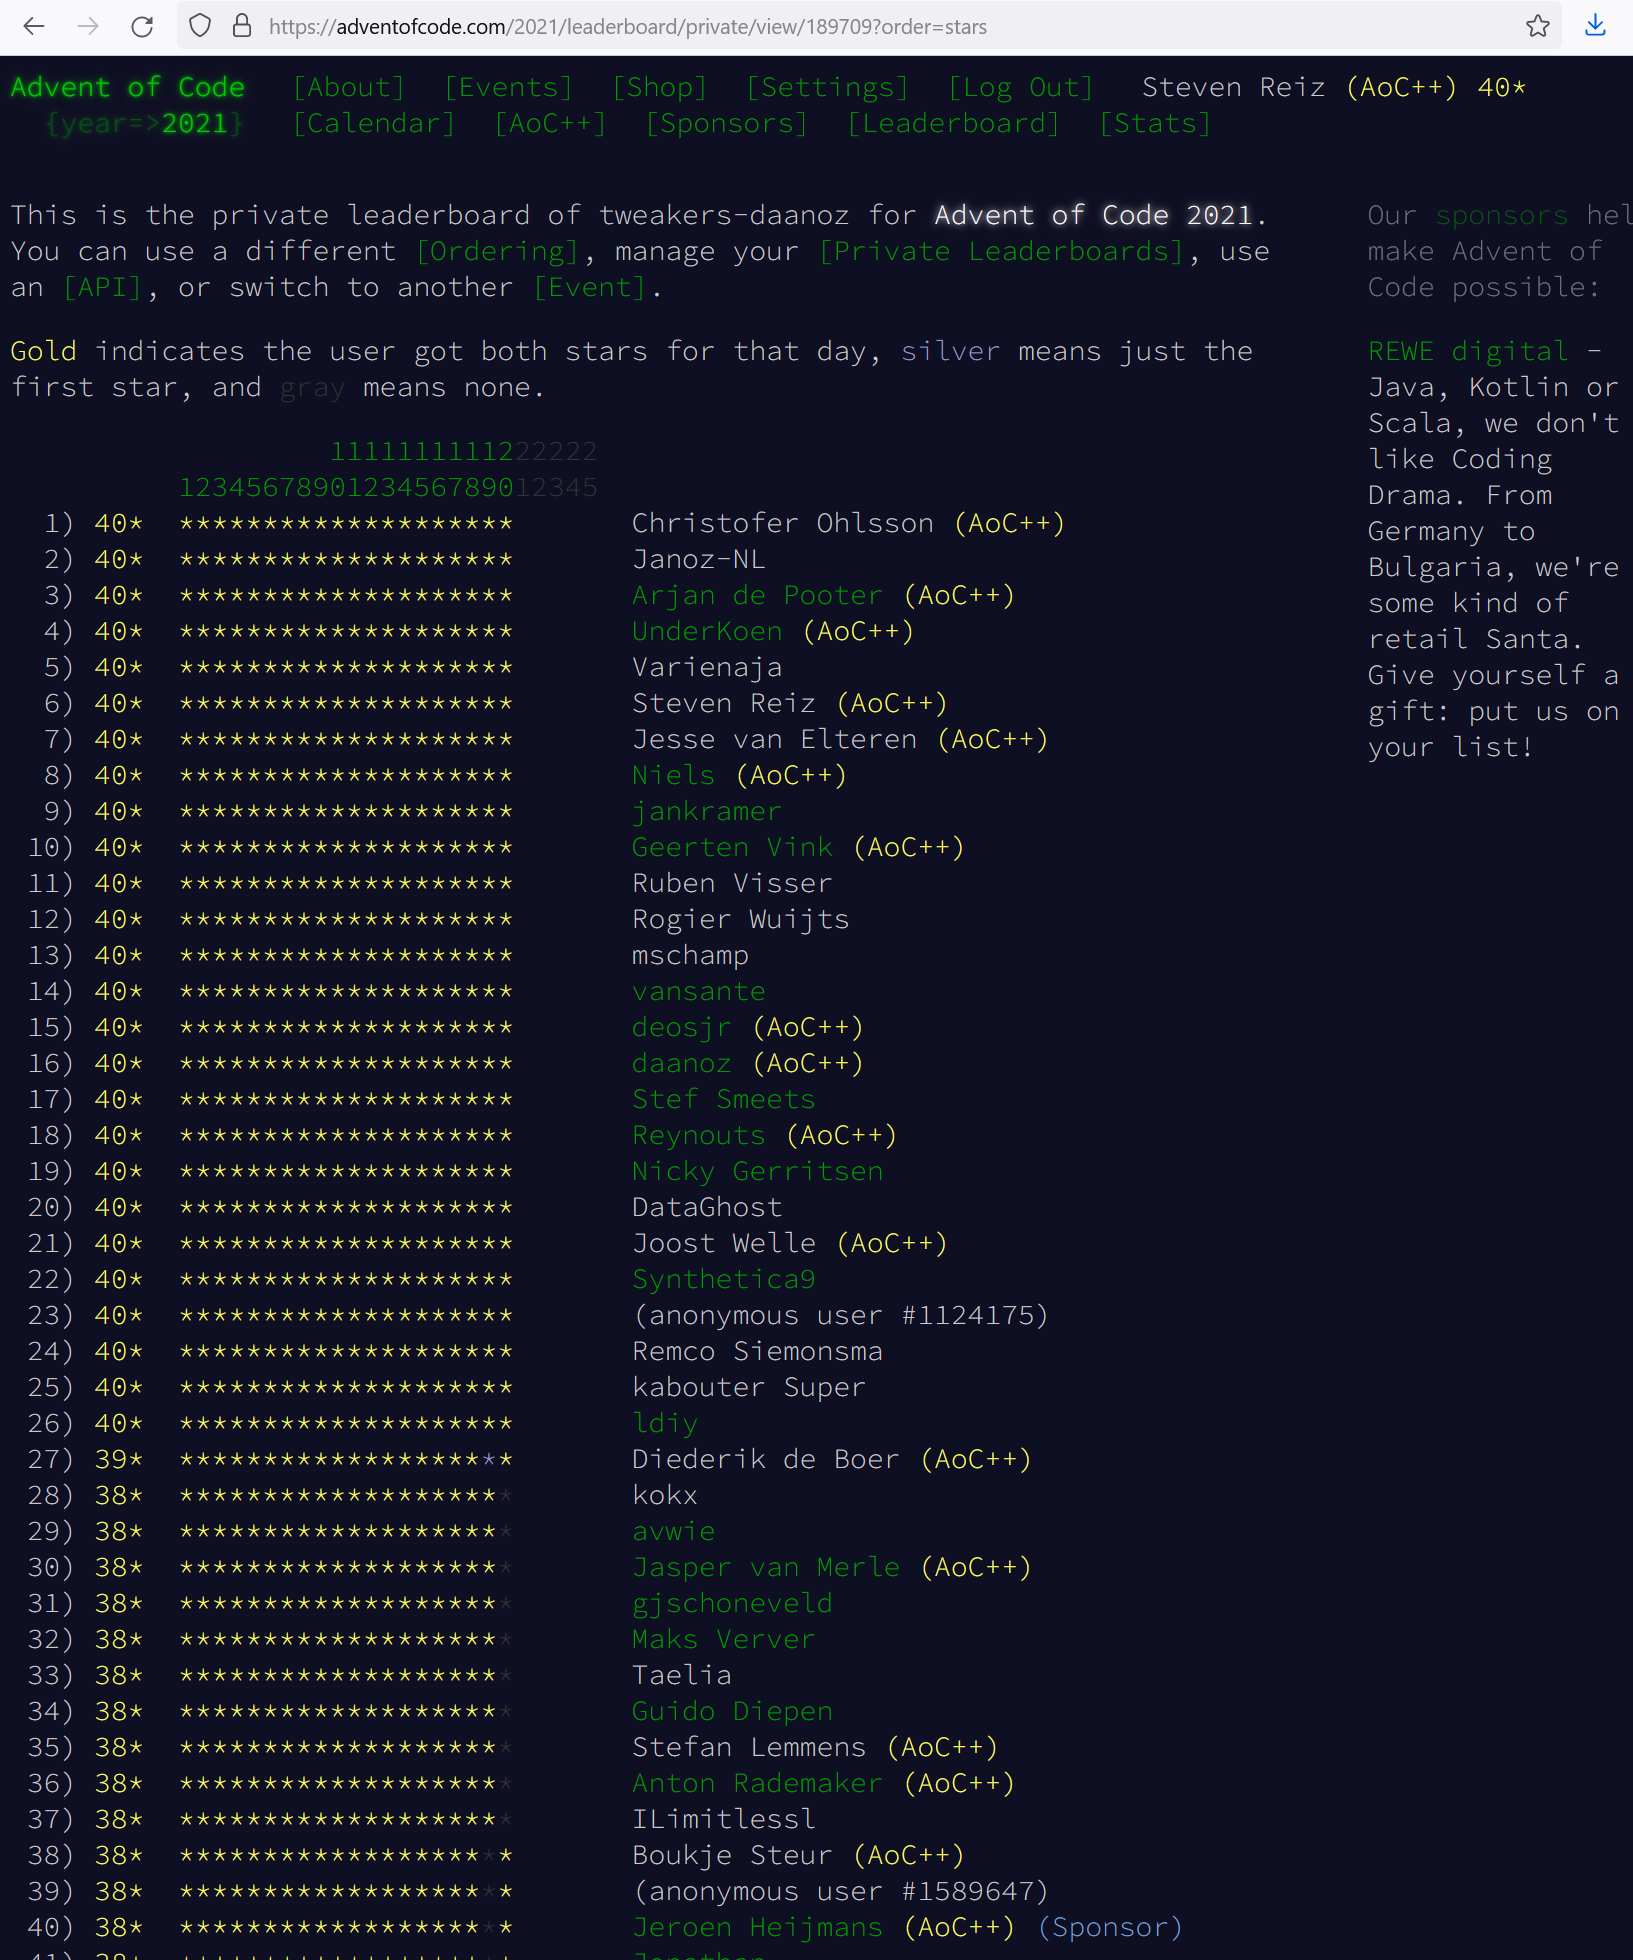 https://adventofcode.com/2021/leaderboard/private/view/189709?order=stars
Advent of Code [About] [Events] [Shop] [Settings] [Log Out] Steven Reiz (AoC++) 40*
{year=>2021} [Calendar] [AoC++] [Sponsors] [Leaderboard] [Stats]
This is the private leaderboard of tweakers-daanoz for Advent of Code 2021.
You can use a different [Ordering], manage your [Private Leaderboards], use
an [API], or switch to another [Event].
Gold indicates the user got both stars for that day, silver means just the
first star, and gray means none.
1111111111222222
1234567890123456789012345
1) 40* ******************** Christofer Ohlsson (AoC++)
2) 40* ******************** Janoz-NL
3) 40* ******************** Arjan de Pooter (AoC++)
4) 40* ******************** UnderKoen (AoC++)
5) 40* ******************** Varienaja
6) 40* ******************** Steven Reiz (AoC++)
7) 40* ******************** Jesse van Elteren (AoC++)
8) 40* ******************** Niels (AoC++)
9) 40* ******************** jankramer
10) 40* ******************** Geerten Vink (AoC++)
11) 40* ******************** Ruben Visser
12) 40* ******************** Rogier Wuijts
13) 40* ******************** mschamp
14) 40* ******************** vansante
15) 40* ******************** deosjr (AoC++)
16) 40* ******************** daanoz (AoC++)
17) 40* ******************** Stef Smeets
18) 40* ******************** Reynouts (AoC++)
19) 40* ******************** Nicky Gerritsen
20) 40* ******************** DataGhost
21) 40* ******************** Joost Welle (AoC++)
22) 40* ******************** Synthetica9
23) 40* ******************** (anonymous user #1124175)
24) 40* ******************** Remco Siemonsma
25) 40* ******************** kabouter Super
26) 40* ******************** ldiy
27) 39* ******************** Diederik de Boer (AoC++)
28) 38* ******************** kokx
29) 38* ******************** avwie
30) 38* ******************** Jasper van Merle (AoC++)
31) 38* ******************** gjschoneveld
32) 38* ******************** Maks Verver
33) 38* ******************** Taelia
34) 38* ******************** Guido Diepen
35) 38* ******************** Stefan Lemmens (AoC++)
36) 38* ******************** Anton Rademaker (AoC++)
37) 38* ******************** ILimitlessl
38) 38* ******************** Boukje Steur (AoC++)
39) 38* ******************** (anonymous user #1589647)
40) 38* ******************** Jeroen Heijmans (AoC++) (Sponsor)
Our sponsors hel
make Advent of
Code possible:
REWE digital -
Java, Kotlin or
Scala, we don't
like Coding
Drama. From
Germany to
Bulgaria, we're
some kind of
retail Santa.
Give yourself a
gift: put us on
your list!